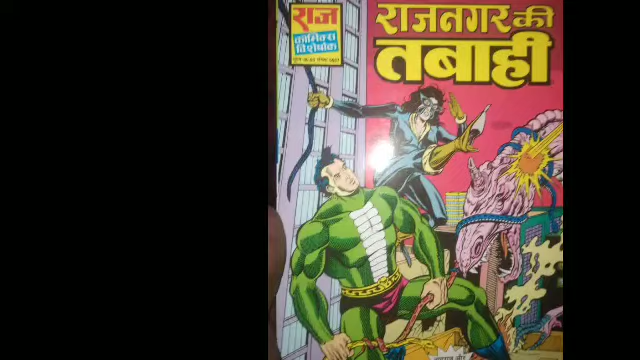 राज
कॉमिक्स
विशेषांक
राजनगर की
तबाही